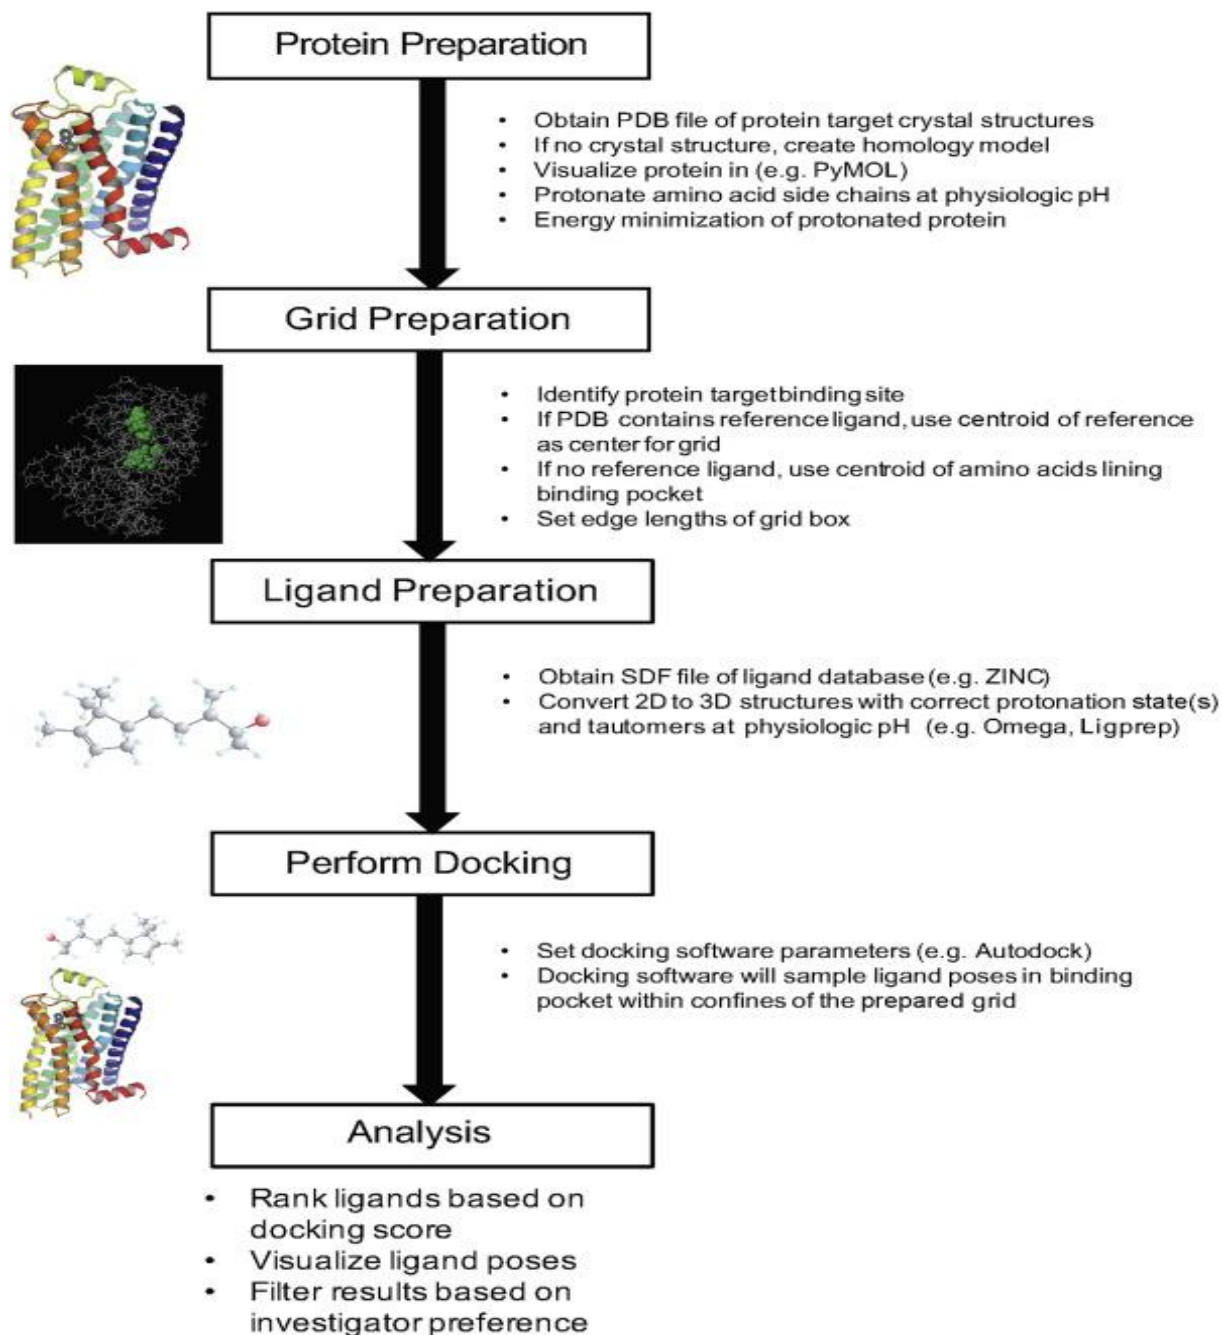 Protein Preparation
• Obtain PDB file of protein target crystal structures
• If no crystal structure, create homology model
• Visualize protein in (e.g. PyMOL)
• Protonate amino acid side chains at physiologic pH
• Energy minimization of protonated protein
Grid Preparation
• Identify protein target binding site
• If PDB contains reference ligand, use centroid of reference
as center for grid
• If no reference ligand, use centroid of amino acids lining
binding pocket
• Set edge lengths of grid box
Ligand Preparation
• Obtain SDF file of ligand database (e.g. ZINC)
• Convert 2D to 3D structures with correct protonation state(s)
and tautomers at physiologic pH (e.g. Omega, Ligprep)
Perform Docking
• Set docking software parameters (e.g. Autodock)
• Docking software will sample ligand poses in binding
pocket within confines of the prepared grid
Analysis
• Rank ligands based on
docking score
• Visualize ligand poses
• Filter results based on
investigator preference